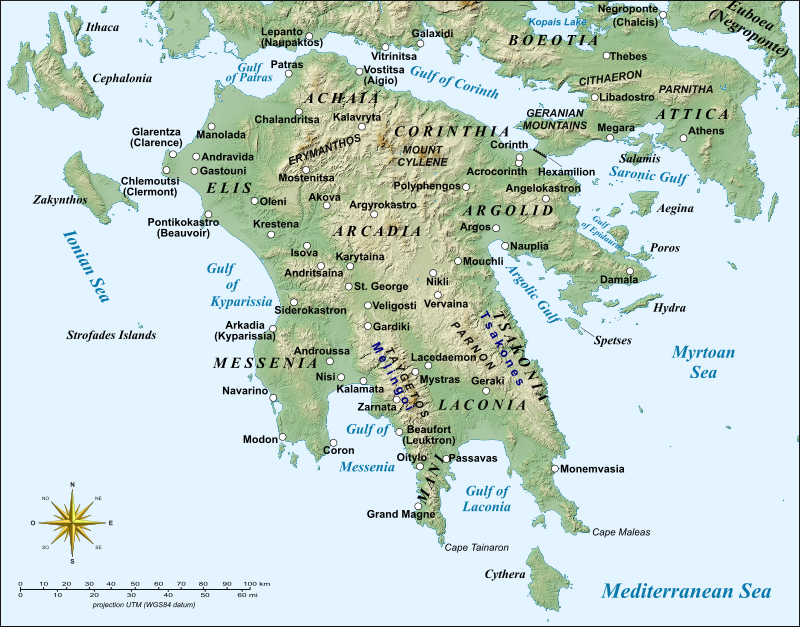 Ithaca
Cephalonia
Lepanto
(Naupaktos)
Galaxidi
Vitrinitsa
Kopais Lake
Negroponte
(Chalcis)
Euboea
(Negroponte)
BOEOTIA
Thebes
Gulf
of Patras
Patras
Vostitsa
(Aigio)
Gulf of Corinth
CITHAERON
PARNITHA
Libadostro
ATTICA
ACHAIA
Chalandritsa
Kalavryta
CORINTHIA
GERANIAN
MOUNTAINS
Megara
Athens
Glarentza
(Clarence)
Manolada
Andravida
Gastouni
ERYMANTHOS
MOUNT
CYLLENE
Corinth
Acrocorinth
Hexamilion
Salamis
Saronic Gulf
Chlemoutsi
(Clermont)
ELIS
Mostenitsa
Polyphengos
Angelokastron
Zakynthos
Oleni
Akova
Argyrokastro
ARGOLID
Aegina
Pontikokastro
(Beauvoir)
Krestena
ARCADIA
Argos
Gulf
of Epidaurus
Nauplia
Poros
Ionian Sea
Isova
Karytaina
Andritsaina
Mouchli
Argolic Gulf
Damala
Gulf
of
Kyparissia
St. George
Nikli
Vervaina
Siderokastron
Veligosti
Hydra
Strofades Islands
Arkadia
(Kyparissia)
Gardiki
TSAKONIA
Tsakones
PARNON
Spetses
Myrtoan
Sea
MESSENIA
Androussa
Lacedaemon
TAYGETOS
Melingoi
Mystras
Geraki
Nisi
Kalamata
Navarino
Zarnata
LACONIA
Modon
Coron
Gulf of
Messenia
Beaufort
(Leuktron)
Oitylo
Passavas
Monemvasia
MANI
Grand Magne
Gulf of
Laconia
Cape Maleas
Cape Tainaron
Cythera
Mediterranean Sea
N
NO
NE
O
E
SO
SE
S
0 10 20 30 40 50 60 70 80 90 100 km
0 20 30 40 50 60 mi
projection UTM (WGS84 datum)